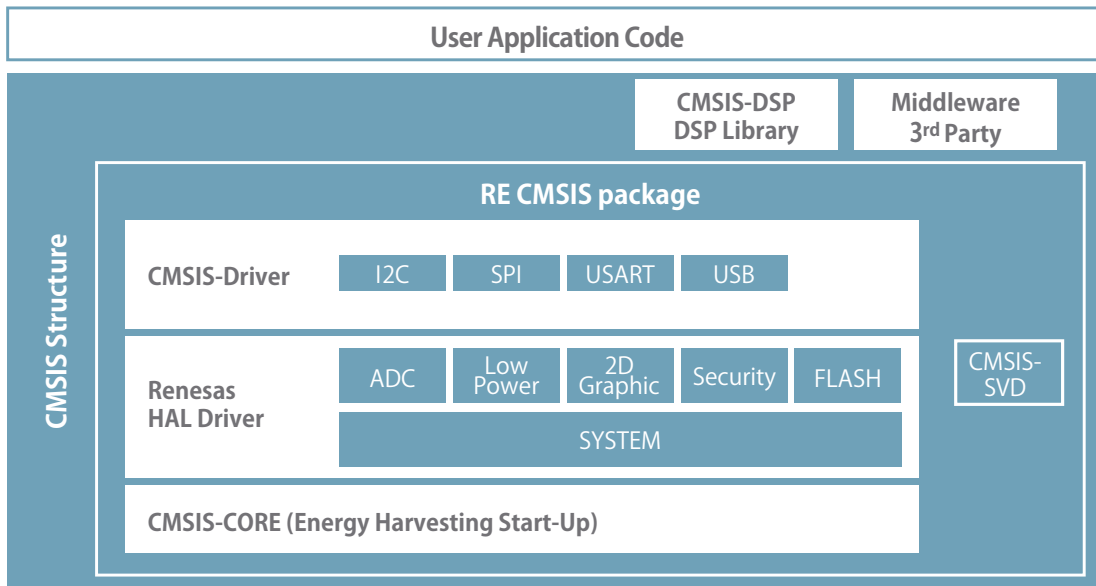 User Application Code
CMSIS-DSP
DSP Library
Middleware
3rd Party
CMSIS Structure
RE CMSIS package
CMSIS-Driver
I2C
SPI
USART
USB
Renesas
HAL Driver
ADC
Low
Power
2D
Graphic
Security
FLASH
SYSTEM
CMSIS-
SVD
CMSIS-CORE (Energy Harvesting Start-Up)